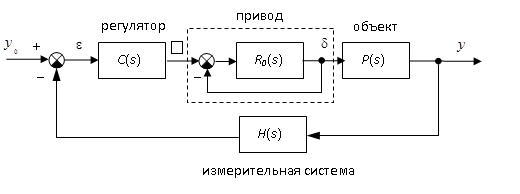 привод
регулятор
объект
y₀ + ε
δ
y
−
−
C(s)
R₀(s)
P(s)
H(s)
измерительная система